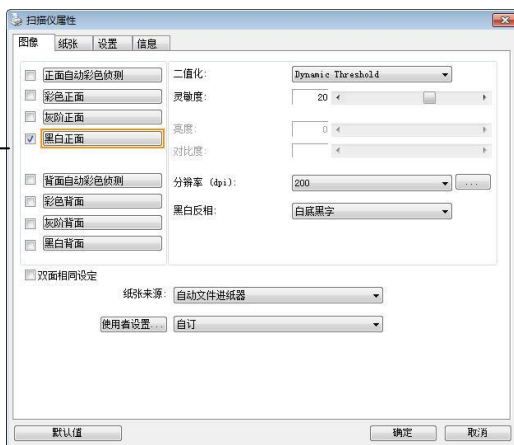 扫描仪属性
图像 纸张 设置 信息
正面自动彩色侦测
彩色正面
灰阶正面
黑白正面
背面自动彩色侦测
彩色背面
灰阶背面
黑白背面
二值化: Dynamic Threshold
灵敏度: 20
亮度: 0
对比度:
分辨率 (dpi): 200 ...
黑白反相: 白底黑字
双面相同设定
纸张来源: 自动文件进纸器
使用者设置... 自订
默认值 确定 取消